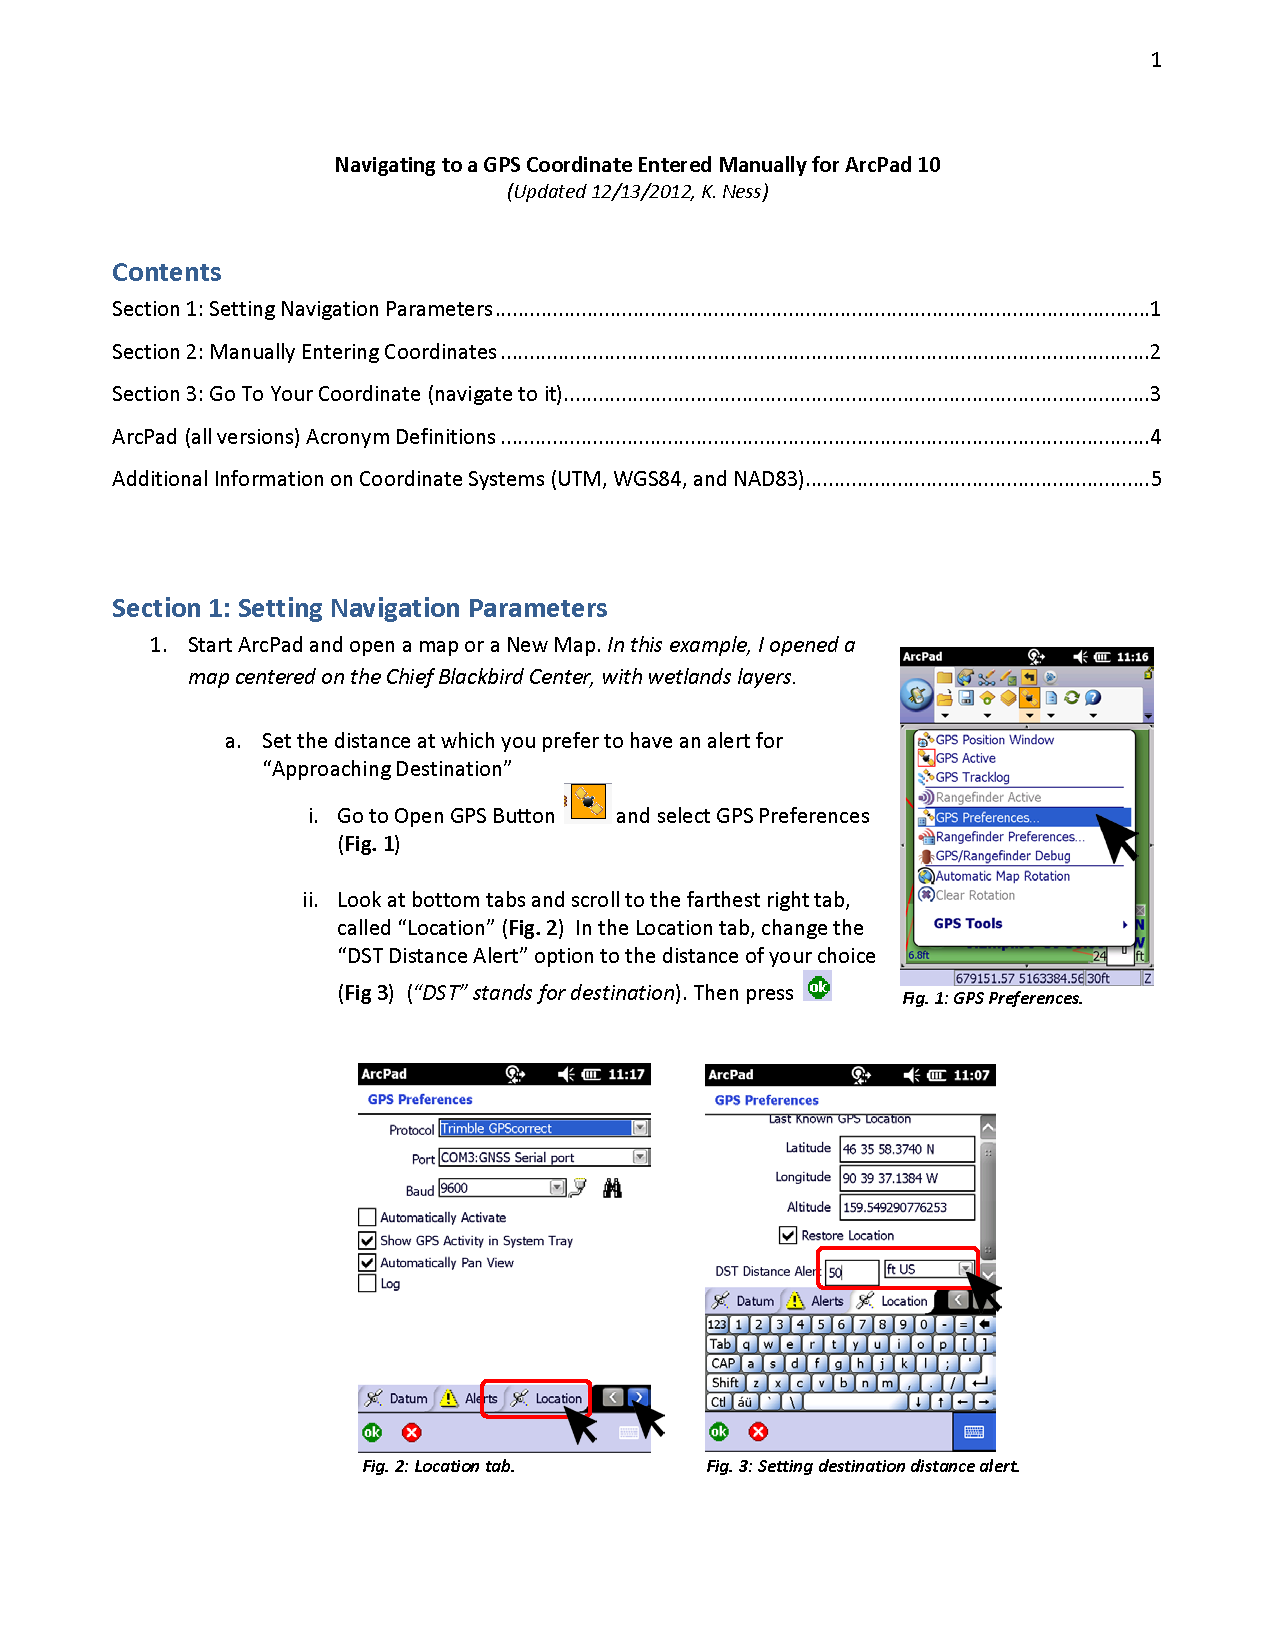 1
Navigating to a GPS Coordinate Entered Manually for ArcPad 10
(Updated 12/13/2012, K. Ness)
Contents
Section 1: Setting Navigation Parameters........................................1
Section 2: Manually Entering Coordinates........................................2
Section 3: Go To Your Coordinate (navigate to it)........................................3
ArcPad (all versions) Acronym Definitions........................................4
Additional Information on Coordinate Systems (UTM, WGS84, and NAD83)........................................5
Section 1: Setting Navigation Parameters
1. Start ArcPad and open a map or a New Map. In this example, I opened a
map centered on the Chief Blackbird Center, with wetlands layers.
a. Set the distance at which you prefer to have an alert for
“Approaching Destination”
i. Go to Open GPS Button and select GPS Preferences
(Fig. 1)
ii. Look at bottom tabs and scroll to the farthest right tab,
called “Location” (Fig. 2) In the Location tab, change the
“DST Distance Alert” option to the distance of your choice
(Fig 3) (“DST” stands for destination). Then press ok
ArcPad 11:16
GPS Position Window
GPS Active
GPS Tracklog
Rangefinder Active
GPS Preferences...
Rangefinder Preferences...
GPS/Rangefinder Debug
Automatic Map Rotation
Clear Rotation
GPS Tools
N
W
6.8ft 24 ft
679151.57 5163384.56 30ft Z
Fig. 1: GPS Preferences.
ArcPad 11:17
GPS Preferences
Protocol Trimble GPScorrect
Port COM3:GNSS Serial port
Baud 9600
Automatically Activate
Show GPS Activity in System Tray
Automatically Pan View
Log
Datum Alerts Location
ok
Fig. 2: Location tab.
ArcPad 11:07
GPS Preferences
Last Known GPS Location
Latitude 46 35 58.3740 N
Longitude 90 39 37.1384 W
Altitude 159.549290776253
Restore Location
DST Distance Alert 50 ft US
Datum Alerts Location
123 1 2 3 4 5 6 7 8 9 0 - =
Tab q w e r t y u i o p [ ]
CAP a s d f g h j k l ; '
Shift z x c v b n m , . /
Ctl áü ` \
ok
Fig. 3: Setting destination distance alert.